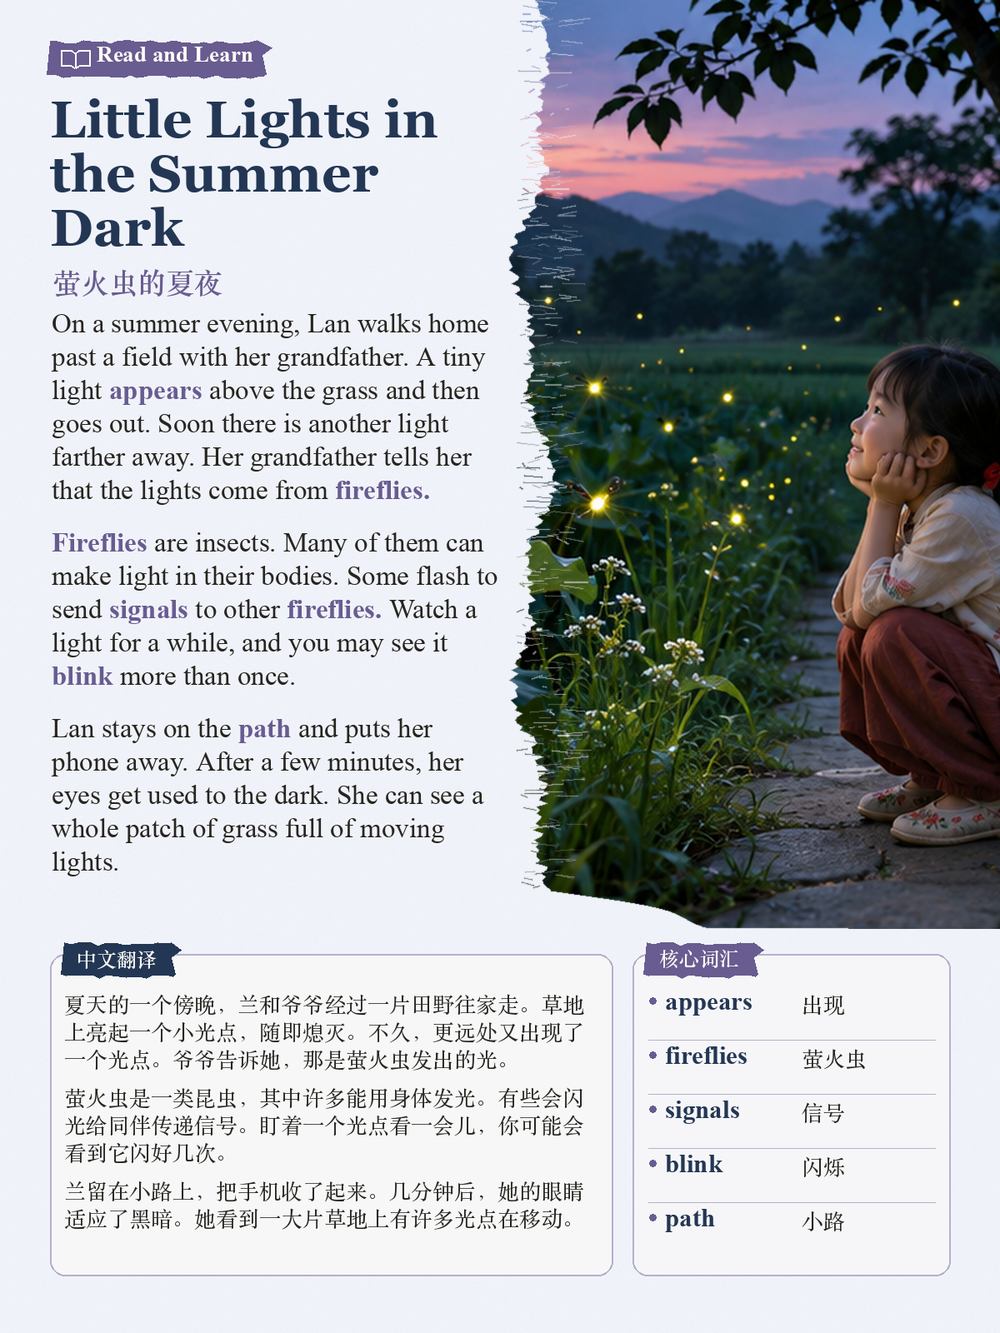 Read and Learn
Little Lights in
the Summer
Dark
萤火虫的夏夜
On a summer evening, Lan walks home
past a field with her grandfather. A tiny
light appears above the grass and then
goes out. Soon there is another light
farther away. Her grandfather tells her
that the lights come from fireflies.
Fireflies are insects. Many of them can
make light in their bodies. Some flash to
send signals to other fireflies. Watch a
light for a while, and you may see it
blink more than once.
Lan stays on the path and puts her
phone away. After a few minutes, her
eyes get used to the dark. She can see a
whole patch of grass full of moving
lights.
中文翻译
夏天的一个傍晚，兰和爷爷经过一片田野往家走。草地
上亮起一个小光点，随即熄灭。不久，更远处又出现了
一个光点。爷爷告诉她，那是萤火虫发出的光。
萤火虫是一类昆虫，其中许多能用身体发光。有些会闪
光给同伴传递信号。盯着一个光点看一会儿，你可能会
看到它闪好几次。
兰留在小路上，把手机收了起来。几分钟后，她的眼睛
适应了黑暗。她看到一大片草地上有许多光点在移动。
核心词汇
• appears 出现
• fireflies 萤火虫
• signals 信号
• blink 闪烁
• path 小路